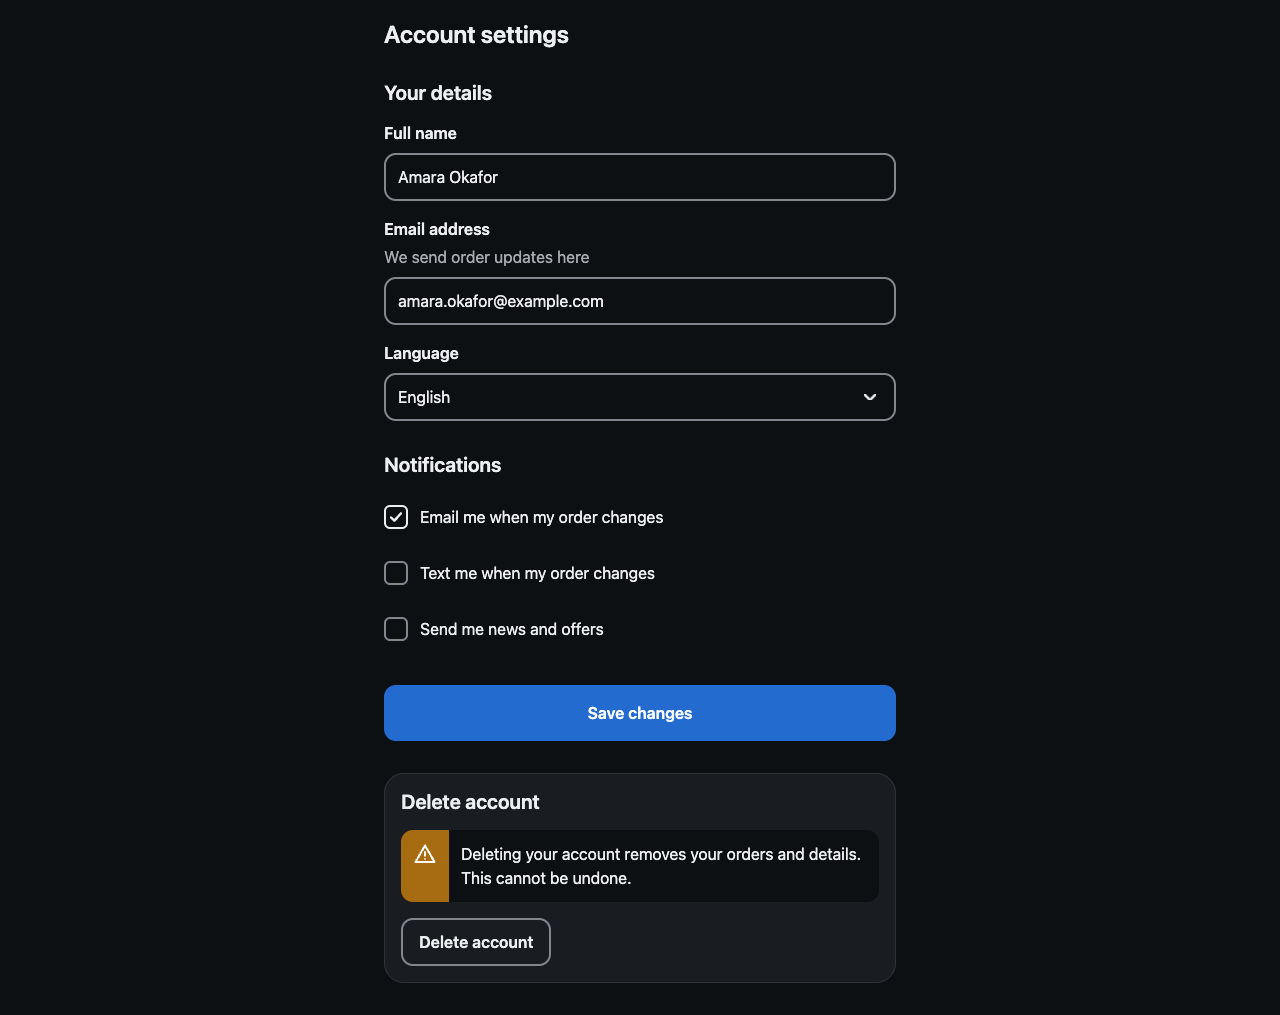 Account settings
Your details
Full name
Amara Okafor
Email address
We send order updates here
amara.okafor@example.com
Language
English
Notifications
Email me when my order changes
Text me when my order changes
Send me news and offers
Save changes
Delete account
Deleting your account removes your orders and details.
This cannot be undone.
Delete account